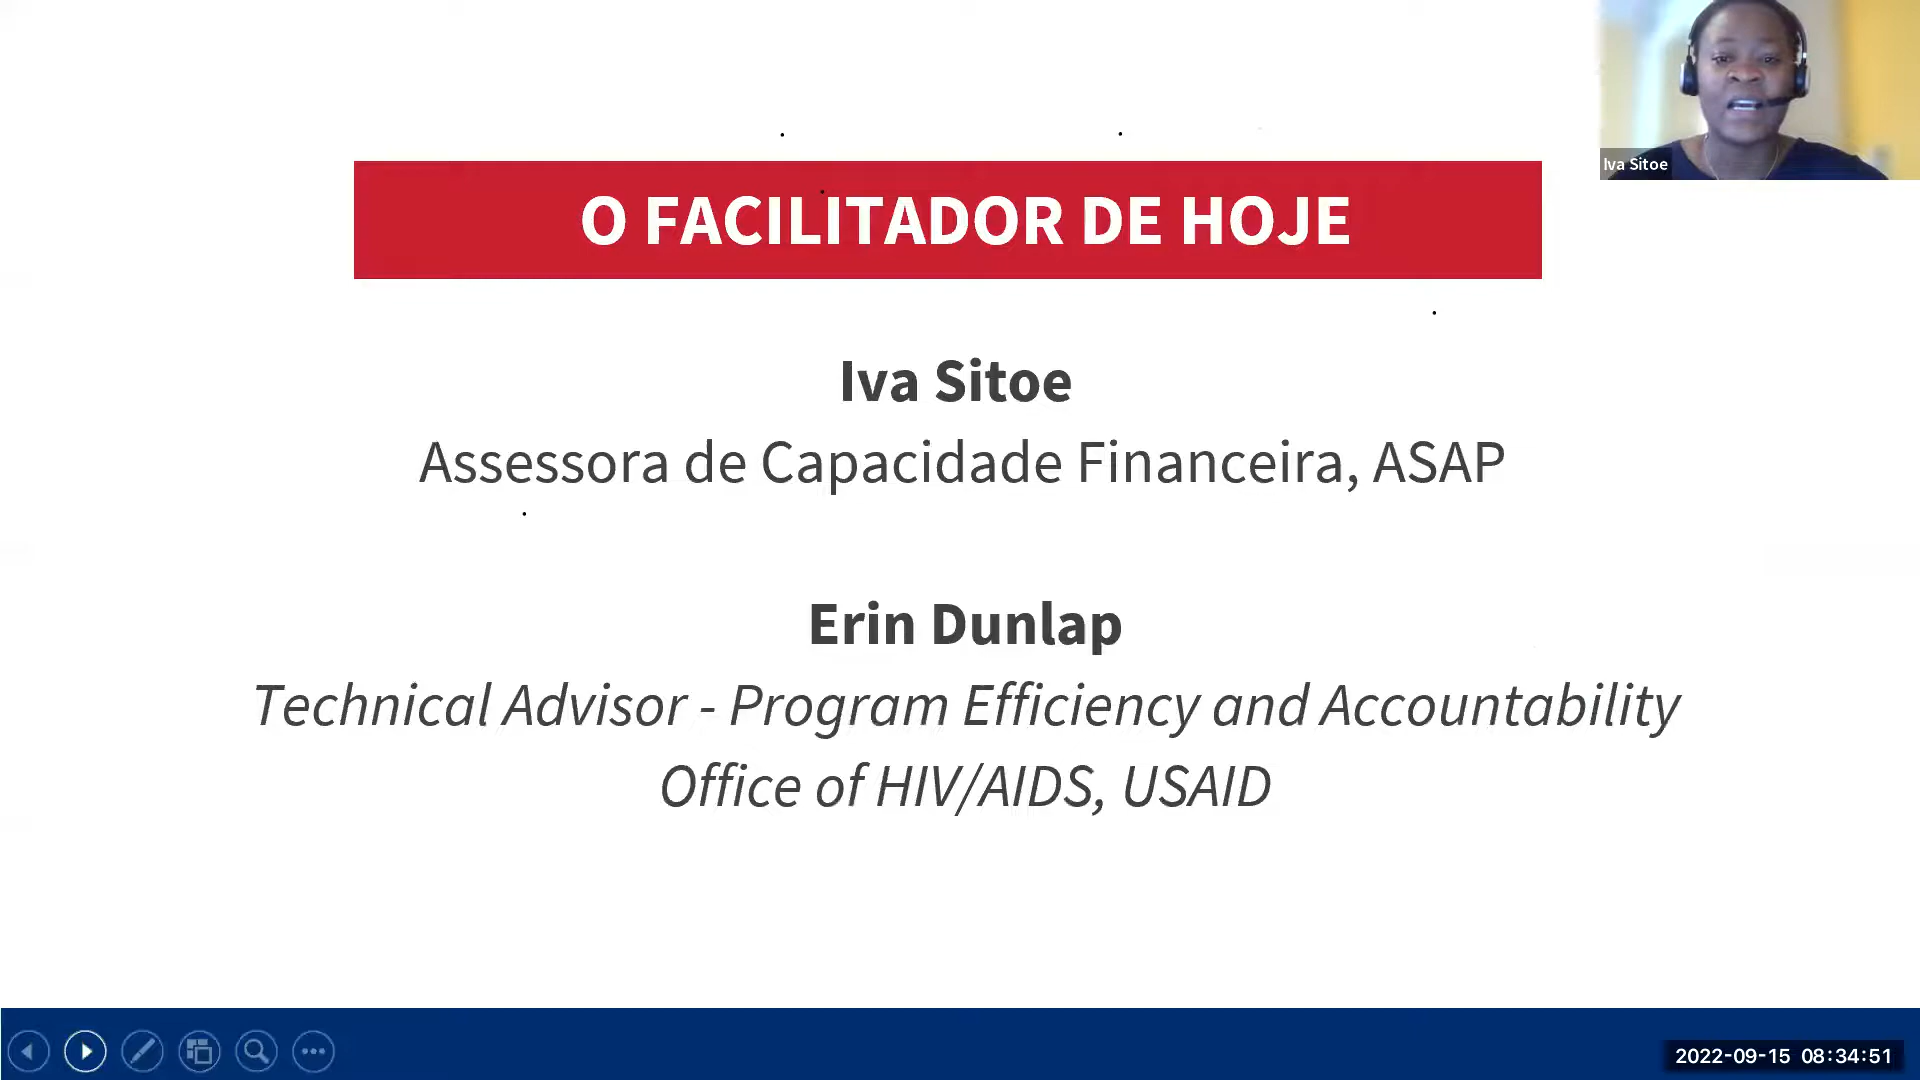 Iva Sitoe
O FACILITADOR DE HOJE
Iva Sitoe
Assessora de Capacidade Financeira, ASAP
Erin Dunlap
Technical Advisor - Program Efficiency and Accountability
Office of HIV/AIDS, USAID
2022-09-15 08:34:51